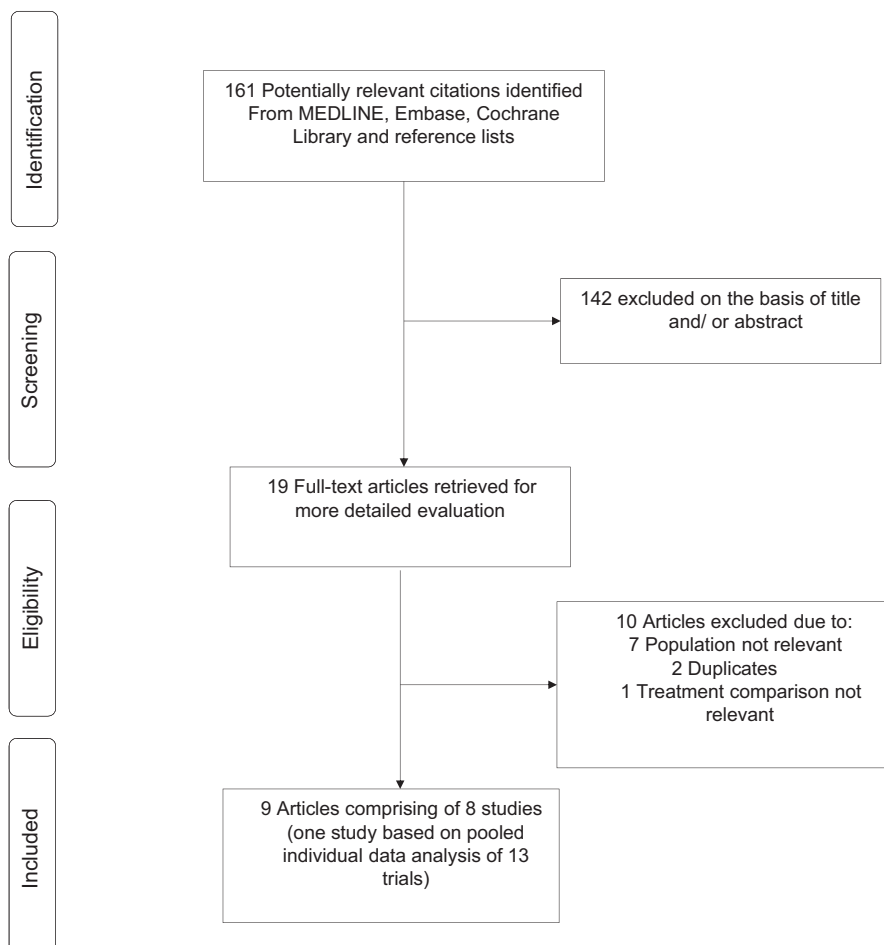 Identification
161 Potentially relevant citations identified
From MEDLINE, Embase, Cochrane
Library and reference lists
Screening
142 excluded on the basis of title
and/ or abstract
19 Full-text articles retrieved for
more detailed evaluation
Eligibility
10 Articles excluded due to:
7 Population not relevant
2 Duplicates
1 Treatment comparison not
relevant
Included
9 Articles comprising of 8 studies
(one study based on pooled
individual data analysis of 13
trials)